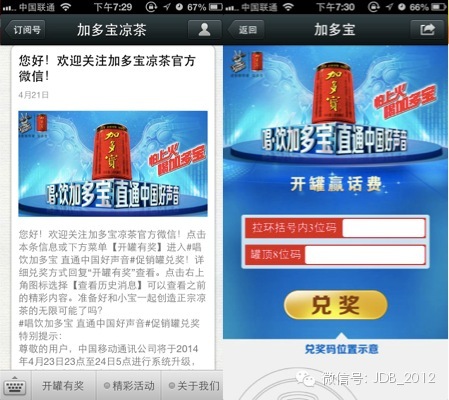 中国联通 下午7:29 67%
订阅号 加多宝凉茶
您好！欢迎关注加多宝凉茶官方
微信！
4月21日
加多寶
怕上火
喝加多宝
唱·饮加多宝 直通中国好声音
您好！欢迎关注加多宝凉茶官方微信！点击
本条信息或下方菜单【开罐有奖】进入#唱
饮加多宝 直通中国好声音#促销罐兑奖！详
细兑奖方式回复“开罐有奖”查看。点击右上
角图标选择【查看历史消息】可以查看之前
的精彩内容。准备好和小宝一起创造正宗凉
茶的无限可能了吗？
#唱饮加多宝 直通中国好声音#促销罐兑奖
特别提示：
尊敬的用户，中国移动通讯公司将于2014
年4月23日23点至24日5点进行系统升级，
开罐有奖 精彩活动 关于我们
中国联通 下午7:30 66%
返回 加多宝
加多寶
怕上火
喝加多宝
唱·饮加多宝 直通中国好声音
开罐赢话费
拉环括号内3位码
罐顶8位码
兑奖
兑奖码位置示意
微信号：JDB_2012